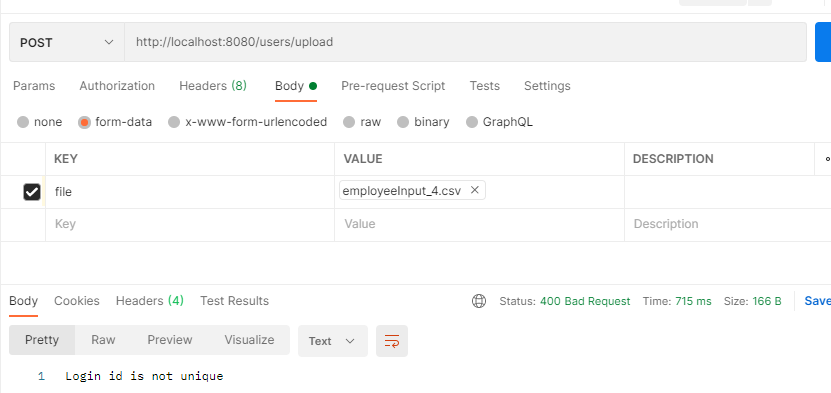 POST http://localhost:8080/users/upload
Params Authorization Headers (8) Body Pre-request Script Tests Settings
none form-data x-www-form-urlencoded raw binary GraphQL
KEY VALUE DESCRIPTION
file employeeInput_4.csv
Key Value Description
Body Cookies Headers (4) Test Results Status: 400 Bad Request Time: 715 ms Size: 166 B Save
Pretty Raw Preview Visualize Text
1 Login id is not unique